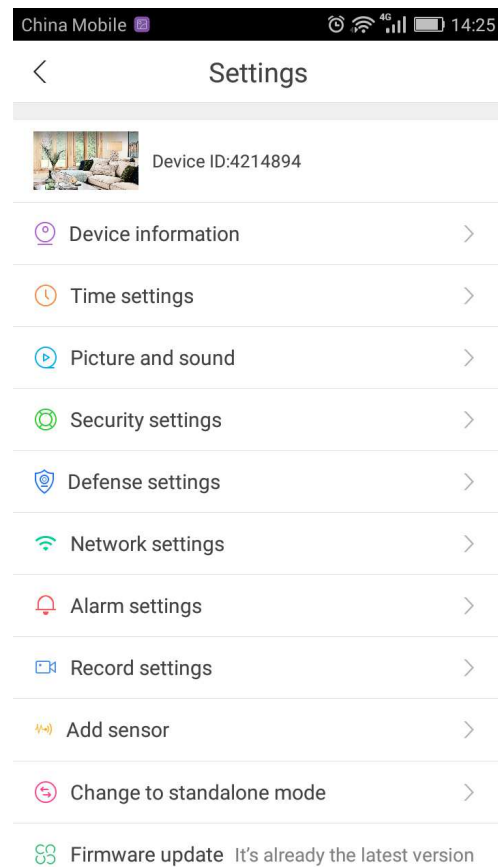 China Mobile 4G 14:25
Settings
Device ID:4214894
Device information
Time settings
Picture and sound
Security settings
Defense settings
Network settings
Alarm settings
Record settings
Add sensor
Change to standalone mode
Firmware update It's already the latest version